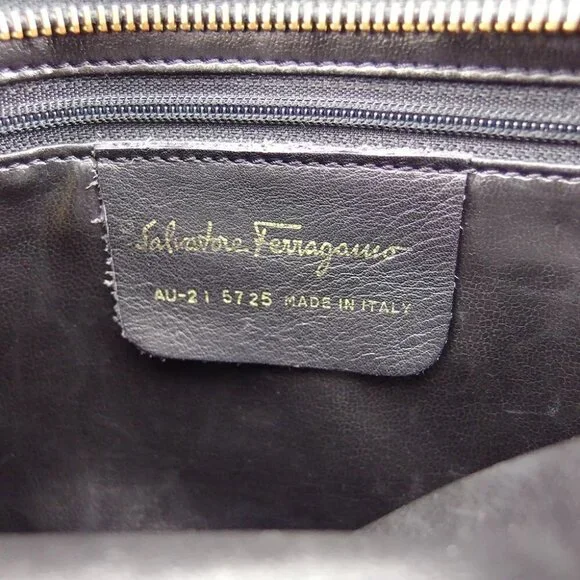 Salvatore Ferragamo
AU-21 5725 MADE IN ITALY